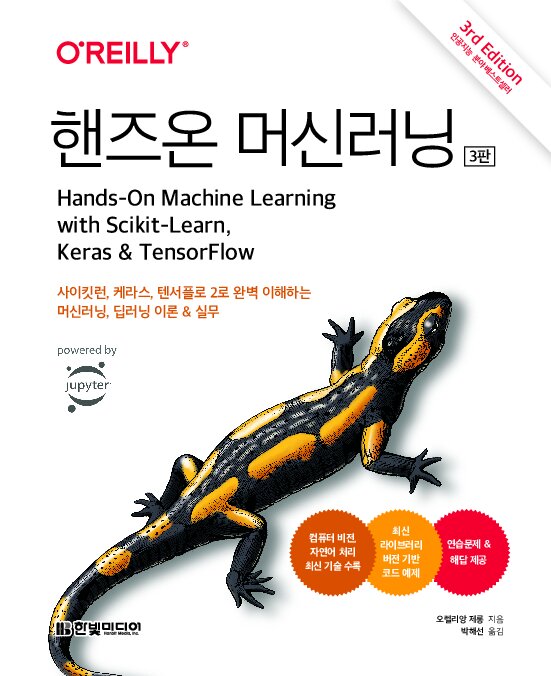 O'REILLY®
3rd Edition
인공지능 분야 베스트셀러
핸즈온 머신러닝 3판
Hands-On Machine Learning
with Scikit-Learn,
Keras & TensorFlow
사이킷런, 케라스, 텐서플로 2로 완벽 이해하는
머신러닝, 딥러닝 이론 & 실무
powered by
jupyter
컴퓨터 비전,
자연어 처리
최신 기술 수록
최신
라이브러리
버전 기반
코드 예제
연습문제 &
해답 제공
오렐리앙 제롱 지음
박해선 옮김
한빛미디어
Hanbit Media, Inc.